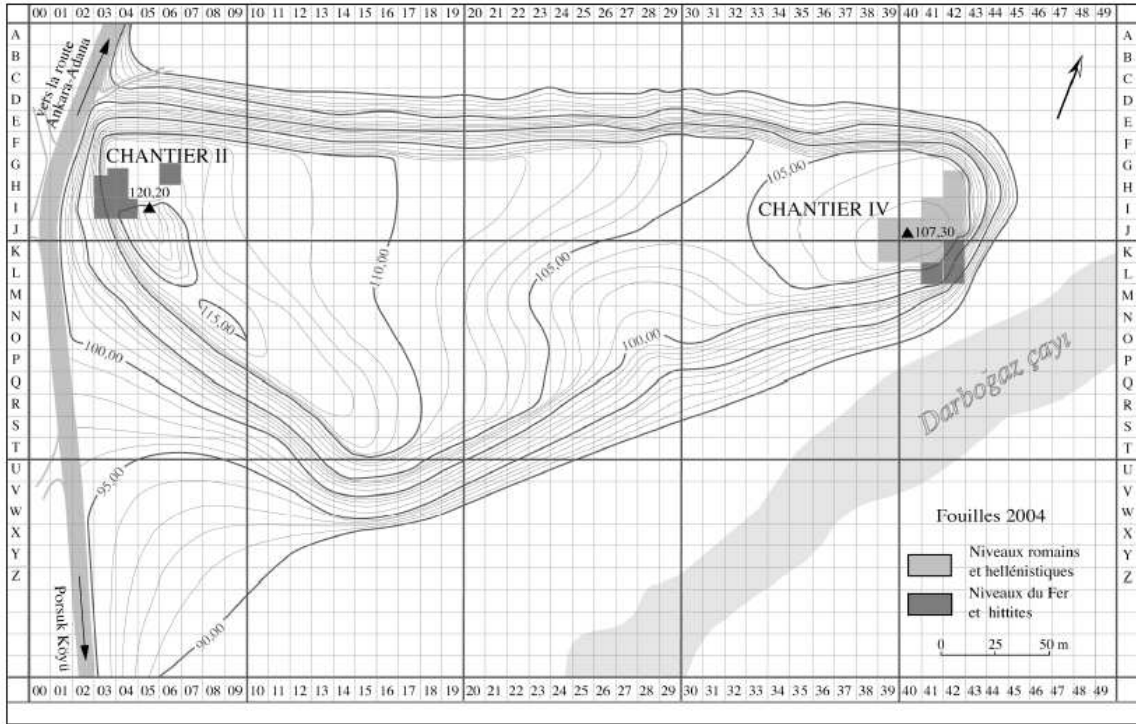 00 01 02 03 04 05 06 07 08 09 10 11 12 13 14 15 16 17 18 19 20 21 22 23 24 25 26 27 28 29 30 31 32 33 34 35 36 37 38 39 40 41 42 43 44 45 46 47 48 49
A A
B B
C C
D D
E E
F F
G G
H H
I I
J J
K K
L L
M M
N N
O O
P P
Q Q
R R
S S
T T
U U
V V
W W
X X
Y Y
Z Z
vers la route
Ankara-Adana
CHANTIER II
120,20
105,00
CHANTIER IV
107,30
110,00
105,00
115,00
100,00
100,00
Darboğaz çayı
95,00
90,00
Porsuk Köyü
Fouilles 2004
Niveaux romains
et hellénistiques
Niveaux du Fer
et hittites
0 25 50 m
00 01 02 03 04 05 06 07 08 09 10 11 12 13 14 15 16 17 18 19 20 21 22 23 24 25 26 27 28 29 30 31 32 33 34 35 36 37 38 39 40 41 42 43 44 45 46 47 48 49